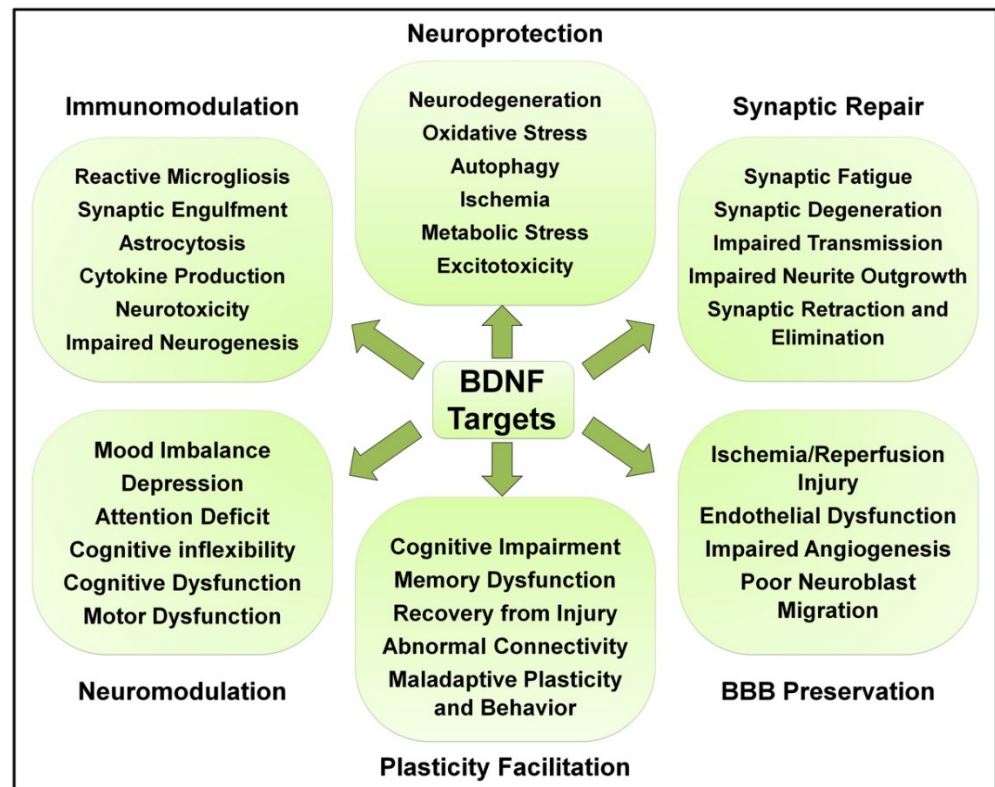 Neuroprotection
Neurodegeneration
Oxidative Stress
Autophagy
Ischemia
Metabolic Stress
Excitotoxicity
Immunomodulation
Reactive Microgliosis
Synaptic Engulfment
Astrocytosis
Cytokine Production
Neurotoxicity
Impaired Neurogenesis
Synaptic Repair
Synaptic Fatigue
Synaptic Degeneration
Impaired Transmission
Impaired Neurite Outgrowth
Synaptic Retraction and
Elimination
BDNF
Targets
Mood Imbalance
Depression
Attention Deficit
Cognitive inflexibility
Cognitive Dysfunction
Motor Dysfunction
Neuromodulation
Cognitive Impairment
Memory Dysfunction
Recovery from Injury
Abnormal Connectivity
Maladaptive Plasticity
and Behavior
Plasticity Facilitation
Ischemia/Reperfusion
Injury
Endothelial Dysfunction
Impaired Angiogenesis
Poor Neuroblast
Migration
BBB Preservation